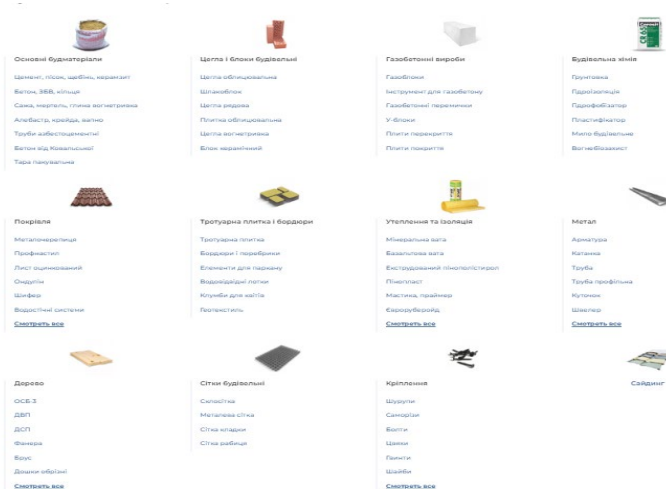 Основні будматеріали
Цемент, пісок, щебінь, керамзит
Бетон, ЗБВ, кільця
Сажа, мертель, глина вогнетривка
Алебастр, крейда, вапно
Труби азбестоцементні
Бетон від Ковальської
Тара пакувальна
Цегла і блоки будівельні
Цегла облицювальна
Шлакоблок
Цегла рядова
Плитка облицювальна
Цегла вогнетривка
Блок керамічний
Газобетонні вироби
Газоблоки
Інструмент для газобетону
Газобетонні перемички
У-блоки
Плити перекриття
Плити покриття
Будівельна хімія
Грунтовка
Гідроізоляція
Гідрофобізатор
Пластифікатор
Мило будівельне
Вогнебіозахист
Покрівля
Металочерепиця
Профнастил
Лист оцинкований
Ондулін
Шифер
Водостічні системи
Смотреть все
Тротуарна плитка і бордюри
Тротуарна плитка
Бордюри і поребрики
Елементи для паркану
Водовідвідні лотки
Клумби для квітів
Геотекстиль
Утеплення та ізоляція
Мінеральна вата
Базальтова вата
Екструдований пінополістирол
Пінопласт
Мастика, праймер
Євроруберойд
Смотреть все
Метал
Арматура
Катанка
Труба
Труба профільна
Куточок
Швелер
Смотреть все
Дерево
ОСБ-3
ДВП
ДСП
Фанера
Брус
Дошки обрізні
Смотреть все
Сітки будівельні
Склосітка
Металева сітка
Сітка кладки
Сітка рабиця
Кріплення
Шурупи
Саморізи
Болти
Цвяхи
Гвинти
Шайби
Смотреть все
Сайдинг